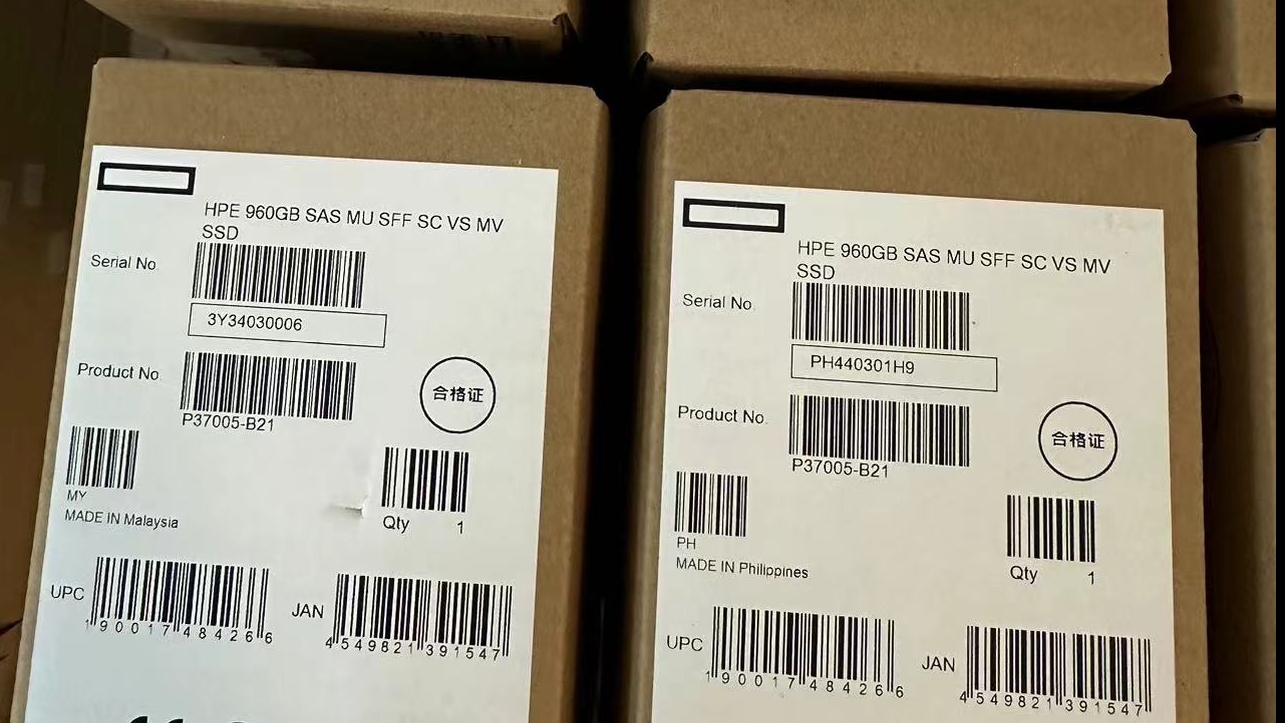 HPE 960GB SAS MU SFF SC VS MV
SSD
Serial No
3Y34030006
Product No
P37005-B21
合格证
MY
MADE IN Malaysia
Qty 1
UPC
190017484266
JAN
4549821391547
HPE 960GB SAS MU SFF SC VS MV
SSD
Serial No
PH440301H9
Product No
P37005-B21
合格证
PH
MADE IN Philippines
Qty 1
UPC
190017484266
JAN
4549821391547